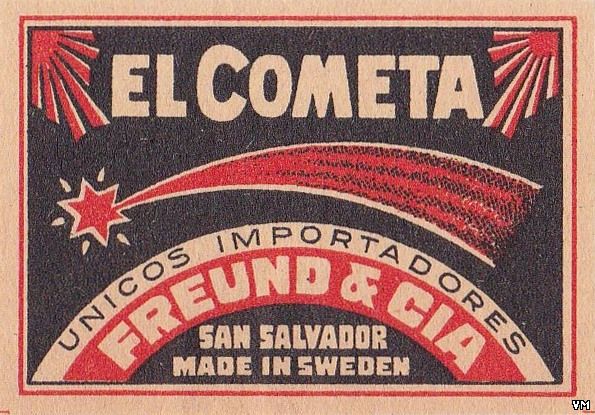 EL COMETA
UNICOS IMPORTADORES
FREUND & CIA
SAN SALVADOR
MADE IN SWEDEN
VM